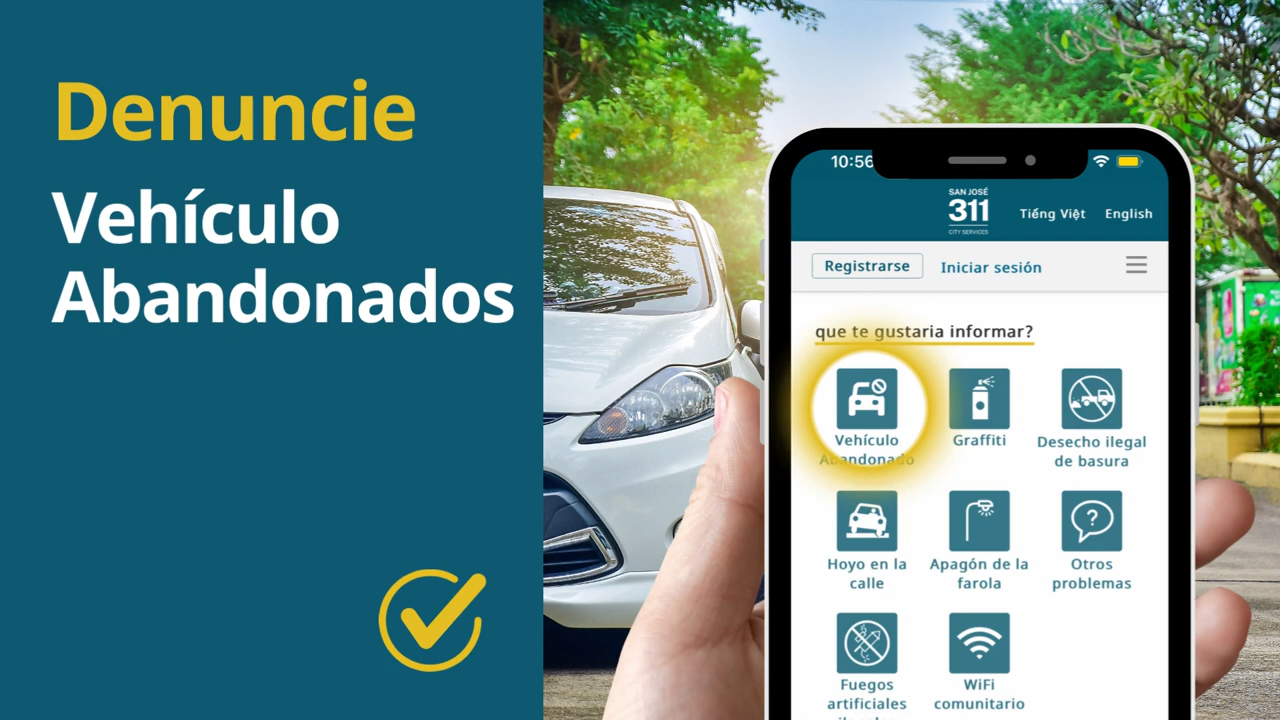 Denuncie
Vehículo
Abandonados
10:56
SAN JOSÉ
311
CITY SERVICES
Tiếng Việt
English
Registrarse
Iniciar sesión
que te gustaria informar?
Vehículo
Abandonado
Graffiti
Desecho ilegal
de basura
Hoyo en la
calle
Apagón de la
farola
Otros
problemas
Fuegos
artificiales
WiFi
comunitario